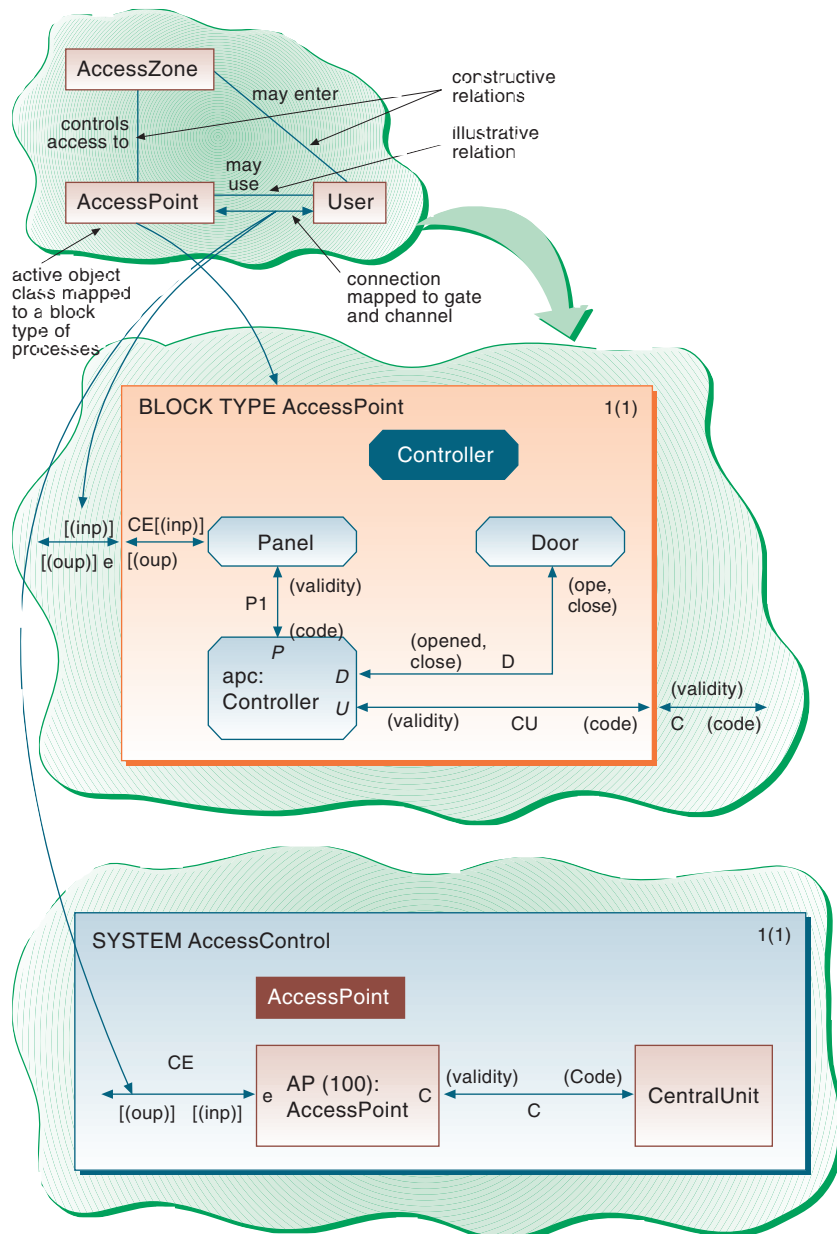 AccessZone
may enter
constructive
relations
controls
access to
illustrative
relation
may
use
AccessPoint
User
active object
class mapped
to a block
type of
processes
connection
mapped to gate
and channel
BLOCK TYPE AccessPoint
1(1)
Controller
[(inp)]
[(oup)] e
CE[(inp)]
[(oup)
Panel
Door
(validity)
P1
(code)
(ope,
close)
P
apc:
Controller
D
U
(opened,
close)
D
(validity)
CU
(code)
(validity)
C
(code)
SYSTEM AccessControl
1(1)
AccessPoint
CE
[(oup)]
[(inp)]
e
AP (100):
AccessPoint
C
(validity)
(Code)
C
CentralUnit